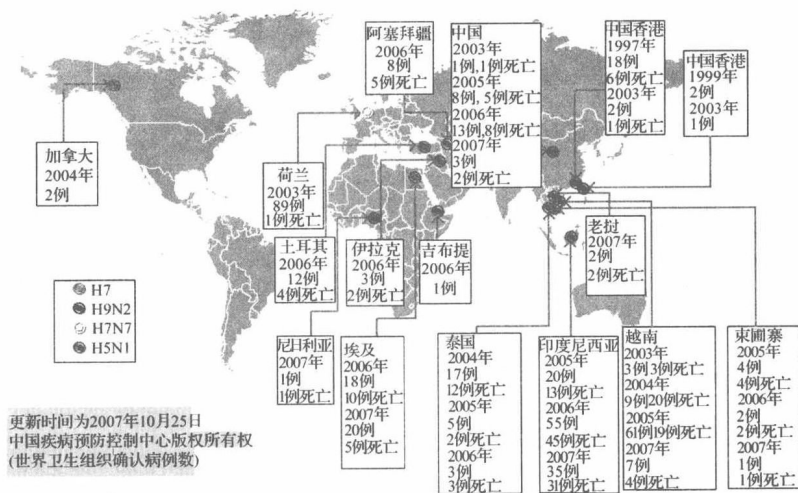 阿塞拜疆
2006年
8例
5例死亡
中国
2003年
1例,1例死亡
2005年
8例, 5例死亡
2006年
13例,8例死亡
2007年
3例
2例死亡
中国香港
1997年
18例
6例死亡
2003年
2例
1例死亡
中国香港
1999年
2例
2003年
1例
加拿大
2004年
2例
荷兰
2003年
89例
1例死亡
土耳其
2006年
12例
4例死亡
伊拉克
2006年
3例
2例死亡
吉布提
2006年
1例
老挝
2007年
2例
2例死亡
H7
H9N2
H7N7
H5N1
尼日利亚
2007年
1例
1例死亡
埃及
2006年
18例
10例死亡
2007年
20例
5例死亡
泰国
2004年
17例
12例死亡
2005年
5例
2例死亡
2006年
3例
3例死亡
印度尼西亚
2005年
20例
13例死亡
2006年
55例
45例死亡
2007年
35例
31例死亡
越南
2003年
3例3例死亡
2004年
9例20例死亡
2005年
61例19例死亡
2007年
7例
4例死亡
柬圃寨
2005年
4例
4例死亡
2006年
2例
2例死亡
2007年
1例
1例死亡
更新时间为2007年10月25日
中国疾病预防控制中心版权所有权
(世界卫生组织确认病例数)